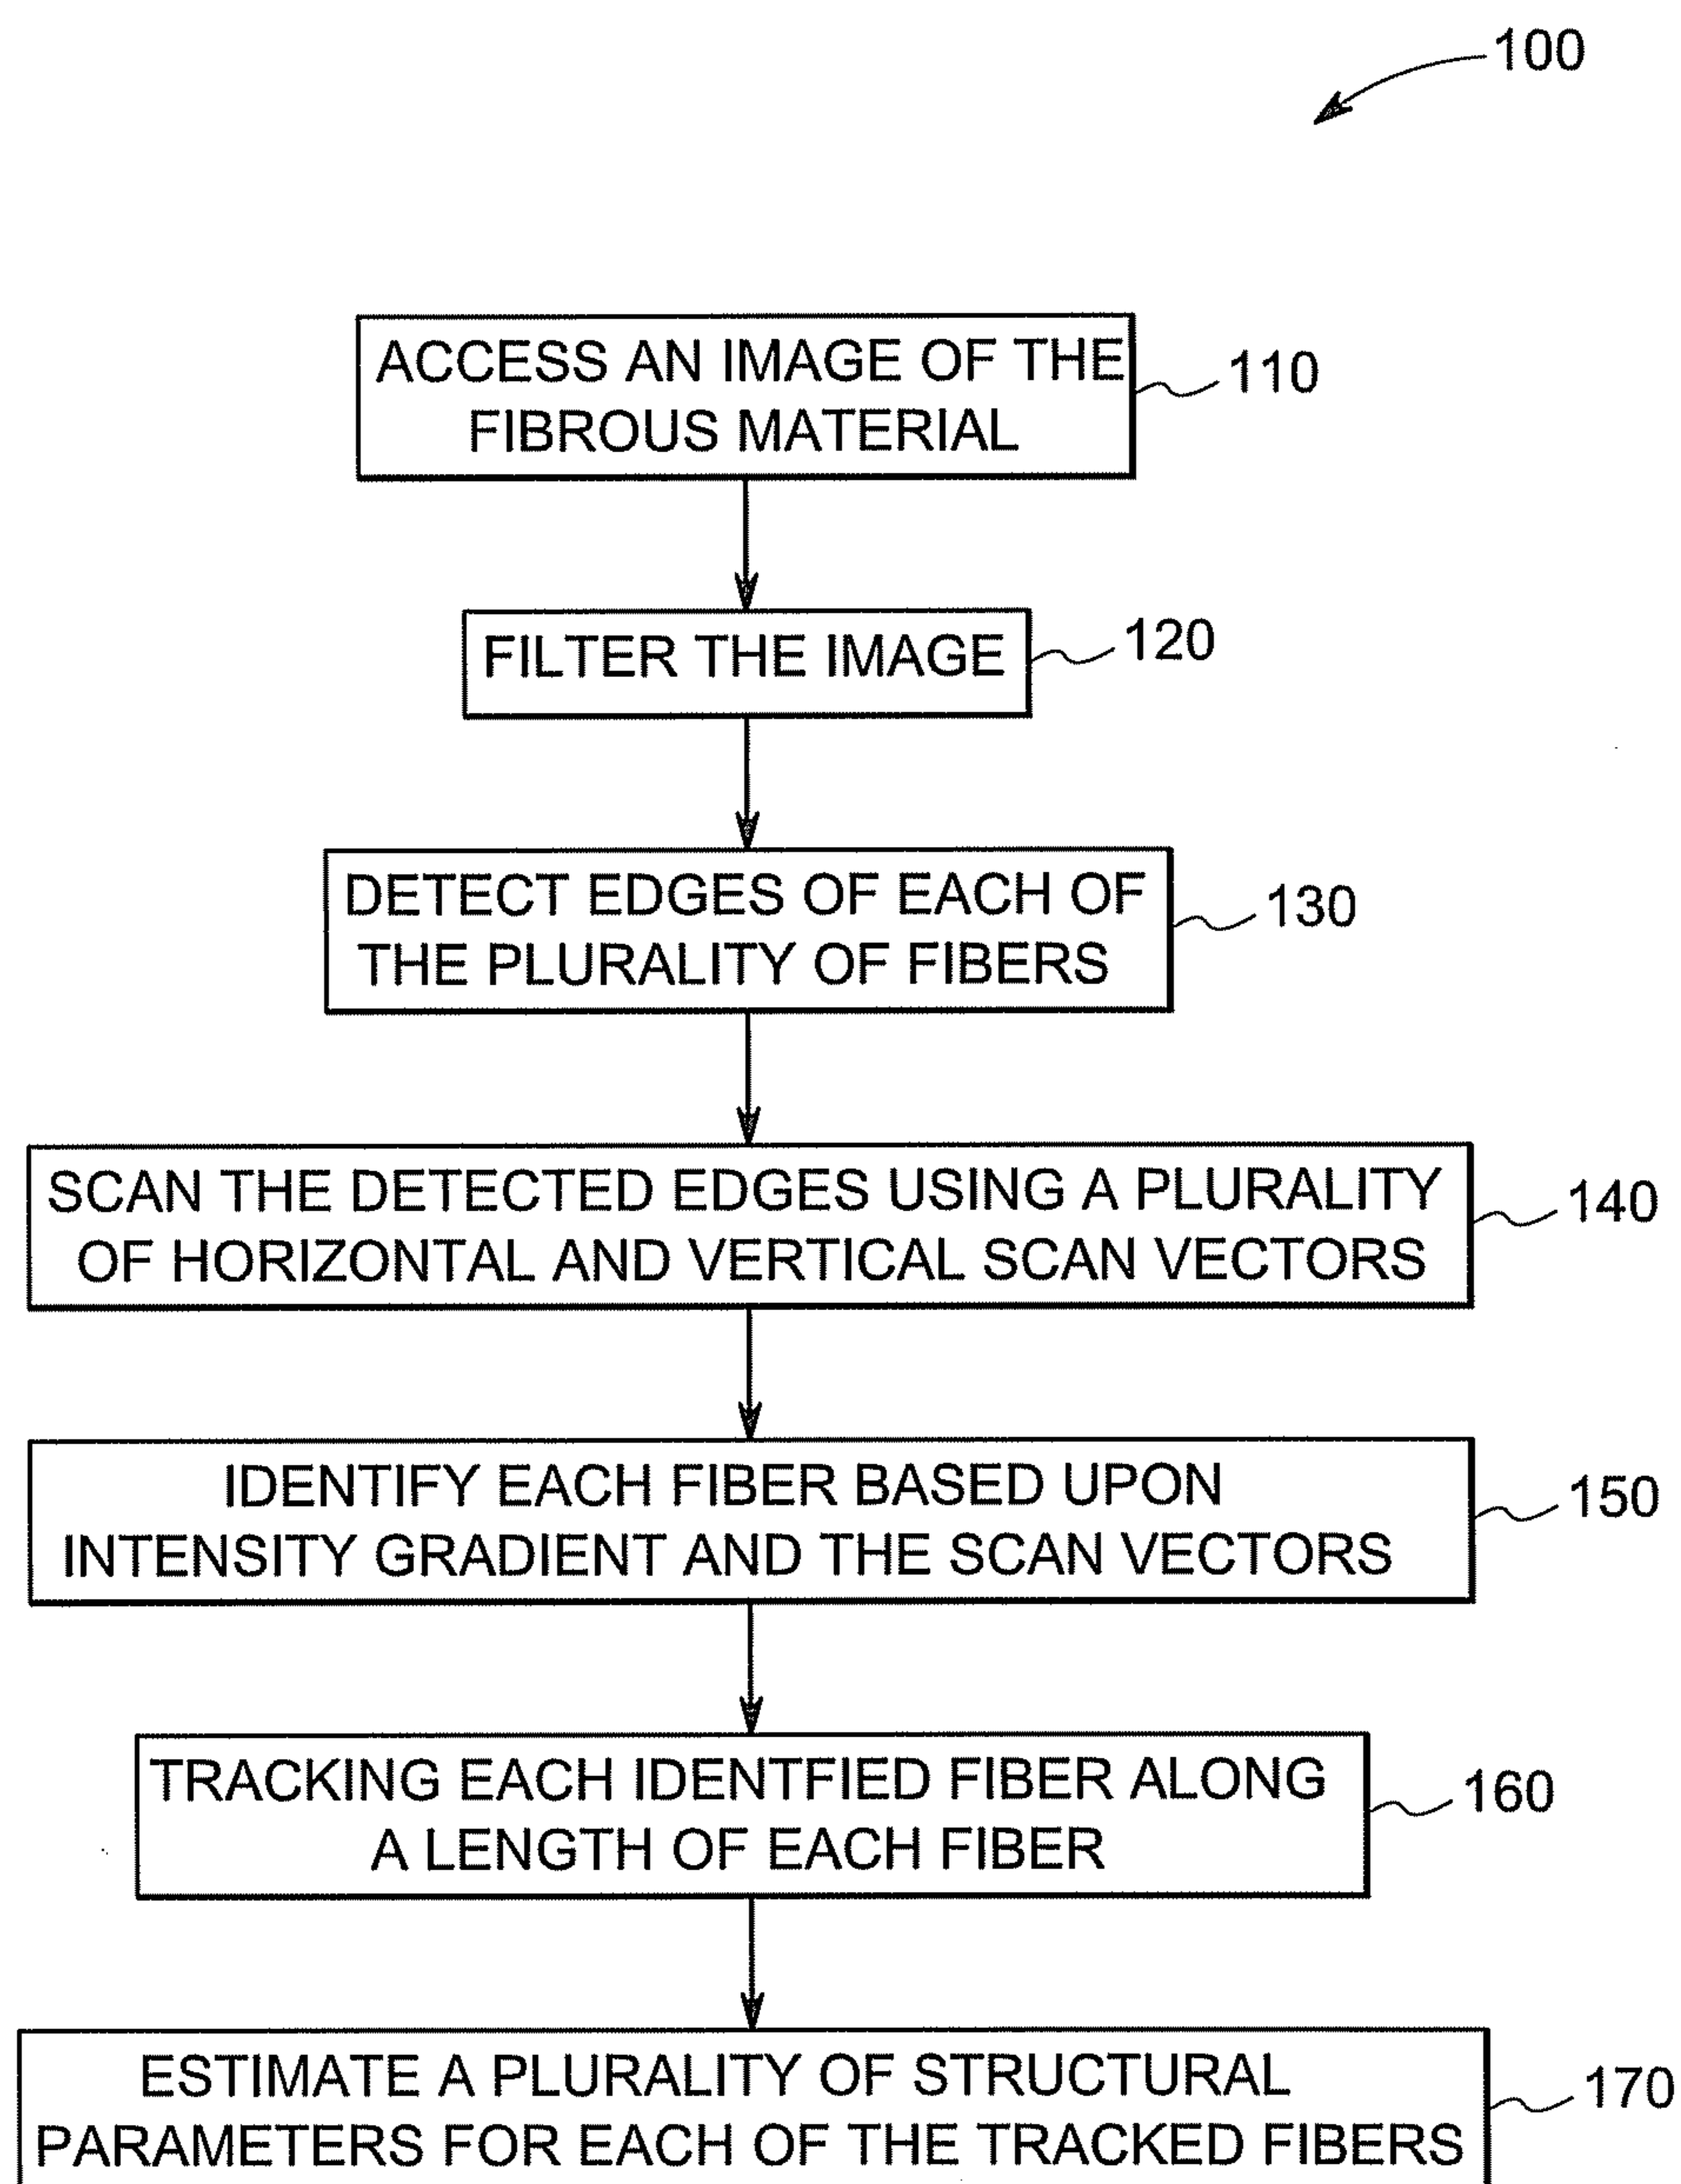 100
ACCESS AN IMAGE OF THE
FIBROUS MATERIAL
110
FILTER THE IMAGE
120
DETECT EDGES OF EACH OF
THE PLURALITY OF FIBERS
130
SCAN THE DETECTED EDGES USING A PLURALITY
OF HORIZONTAL AND VERTICAL SCAN VECTORS
140
IDENTIFY EACH FIBER BASED UPON
INTENSITY GRADIENT AND THE SCAN VECTORS
150
TRACKING EACH IDENTFIED FIBER ALONG
A LENGTH OF EACH FIBER
160
ESTIMATE A PLURALITY OF STRUCTURAL
PARAMETERS FOR EACH OF THE TRACKED FIBERS
170